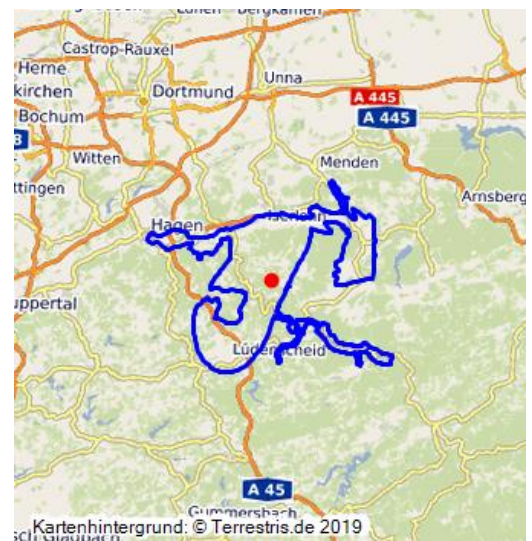 Castrop-Rauxel
Herne
Unna
kirchen
Dortmund
A 445
Bochum
A 445
Menden
Witten
ttingen
Arnsberg
Hagen
uppertal
Lüdenscheid
A 45
Gummersbach
Kartenhintergrund: © Terrestris.de 2019